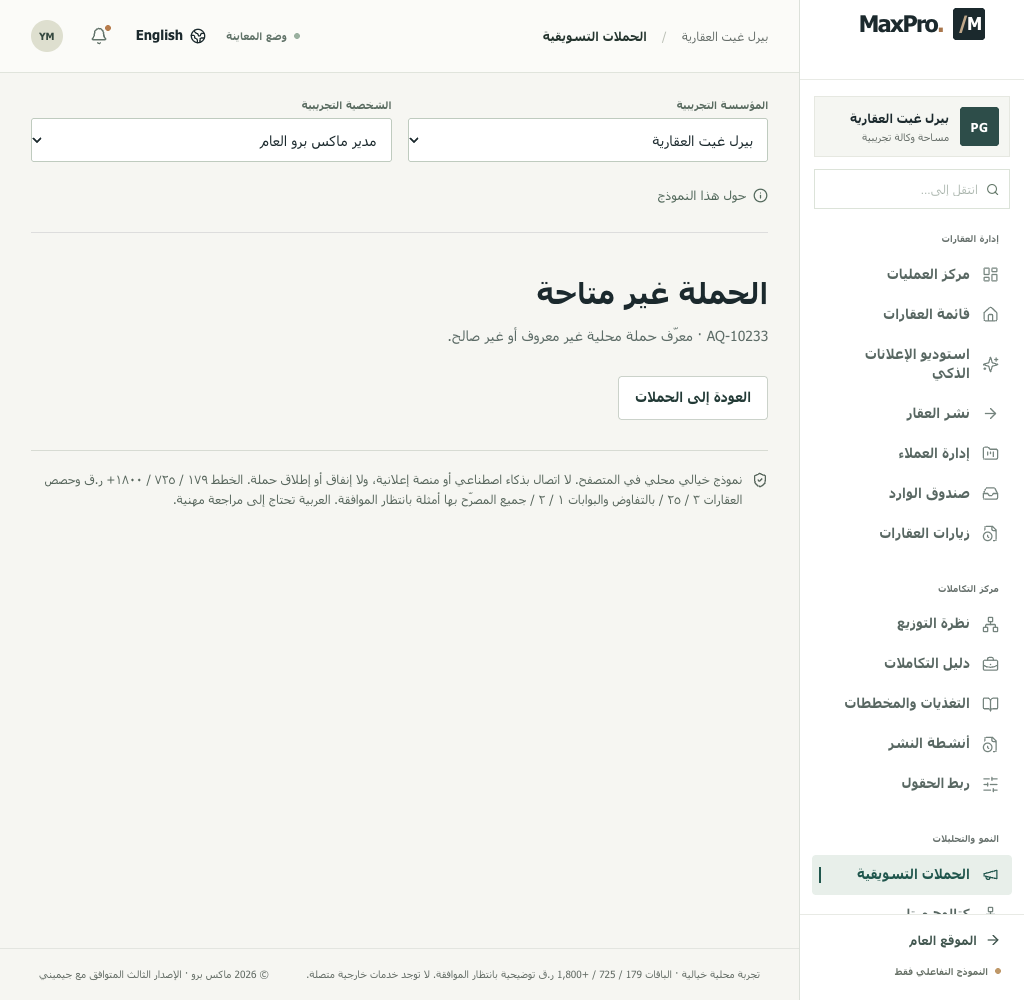 MaxPro.
/M
بيرل غيت العقارية
مساحة وكالة تجريبية
PG
انتقل إلى...
إدارة العقارات
مركز العمليات
قائمة العقارات
استوديو الإعلانات
الذكي
نشر العقار
إدارة العملاء
صندوق الوارد
زيارات العقارات
مركز التكاملات
نظرة التوزيع
دليل التكاملات
التغذيات والمخططات
أنشطة النشر
ربط الحقول
النمو والتحليلات
الحملات التسويقية
الموقع العام
النموذج التفاعلي فقط
بيرل غيت العقارية / الحملات التسويقية
وضع المعاينة
English
YM
المؤسسة التجريبية
بيرل غيت العقارية
الشخصية التجريبية
مدير ماكس برو العام
حول هذا النموذج
الحملة غير متاحة
AQ-10233 · معرّف حملة محلية غير معروف أو غير صالح.
العودة إلى الحملات
نموذج خيالي محلي في المتصفح. لا اتصال بذكاء اصطناعي أو منصة إعلانية، ولا إنفاق أو إطلاق حملة. الخطط ١٧٩ / ٧٢٥ / ١٨٠٠+ ر.ق وحصص
العقارات ٣ / ٢٥ / بالتفاوض والبوابات ١ / ٢ / جميع المصرّح بها أمثلة بانتظار الموافقة. العربية تحتاج إلى مراجعة مهنية.
تجربة محلية خيالية · الباقات 179 / 725 / +1,800 ر.ق توضيحية بانتظار الموافقة. لا توجد خدمات خارجية متصلة.
© 2026 ماكس برو · الإصدار الثالث المتوافق مع جيميني